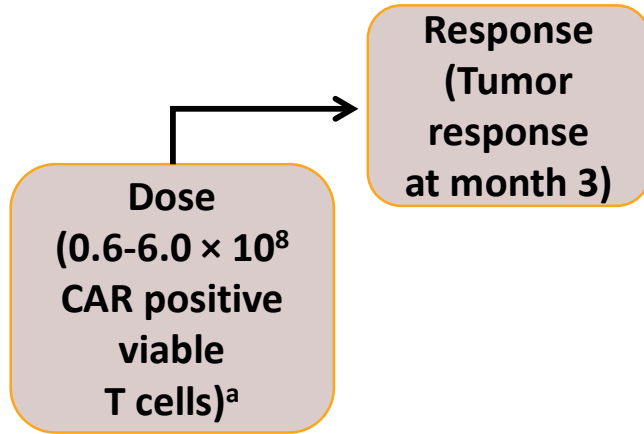 Response
(Tumor
response
at month 3)
Dose
(0.6-6.0 × 10⁸
CAR positive
viable
T cells)ᵃ